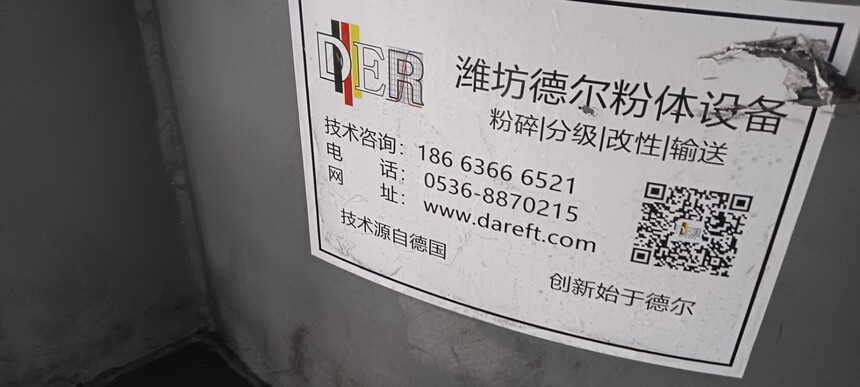 DER
潍坊德尔粉体设备
粉碎|分级|改性|输送
技术咨询：186 6366 6521
电 话：0536-8870215
网 址：www.dareft.com
技术源自德国
创新始于德尔